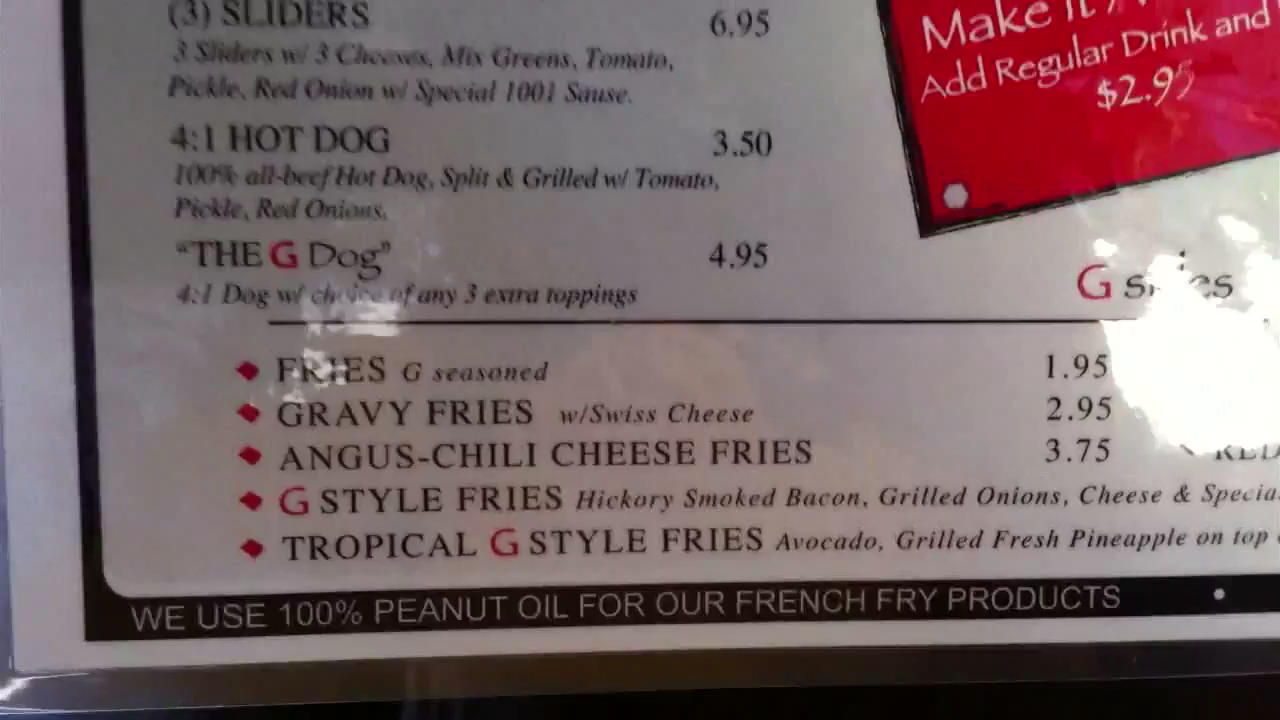 (3) SLIDERS 6.95
3 Sliders w/ 3 Cheeses, Mix Greens, Tomato,
Pickle, Red Onion w/ Special 1001 Sause.
4:1 HOT DOG 3.50
100% all-beef Hot Dog, Split & Grilled w/ Tomato,
Pickle, Red Onions.
"THE G Dog" 4.95
4:1 Dog w/ choice of any 3 extra toppings
Make It
Add Regular Drink and
$2.95
G sides
FRIES G seasoned 1.95
GRAVY FRIES w/Swiss Cheese 2.95
ANGUS-CHILI CHEESE FRIES 3.75
G STYLE FRIES Hickory Smoked Bacon, Grilled Onions, Cheese & Specia
TROPICAL G STYLE FRIES Avocado, Grilled Fresh Pineapple on top
WE USE 100% PEANUT OIL FOR OUR FRENCH FRY PRODUCTS •